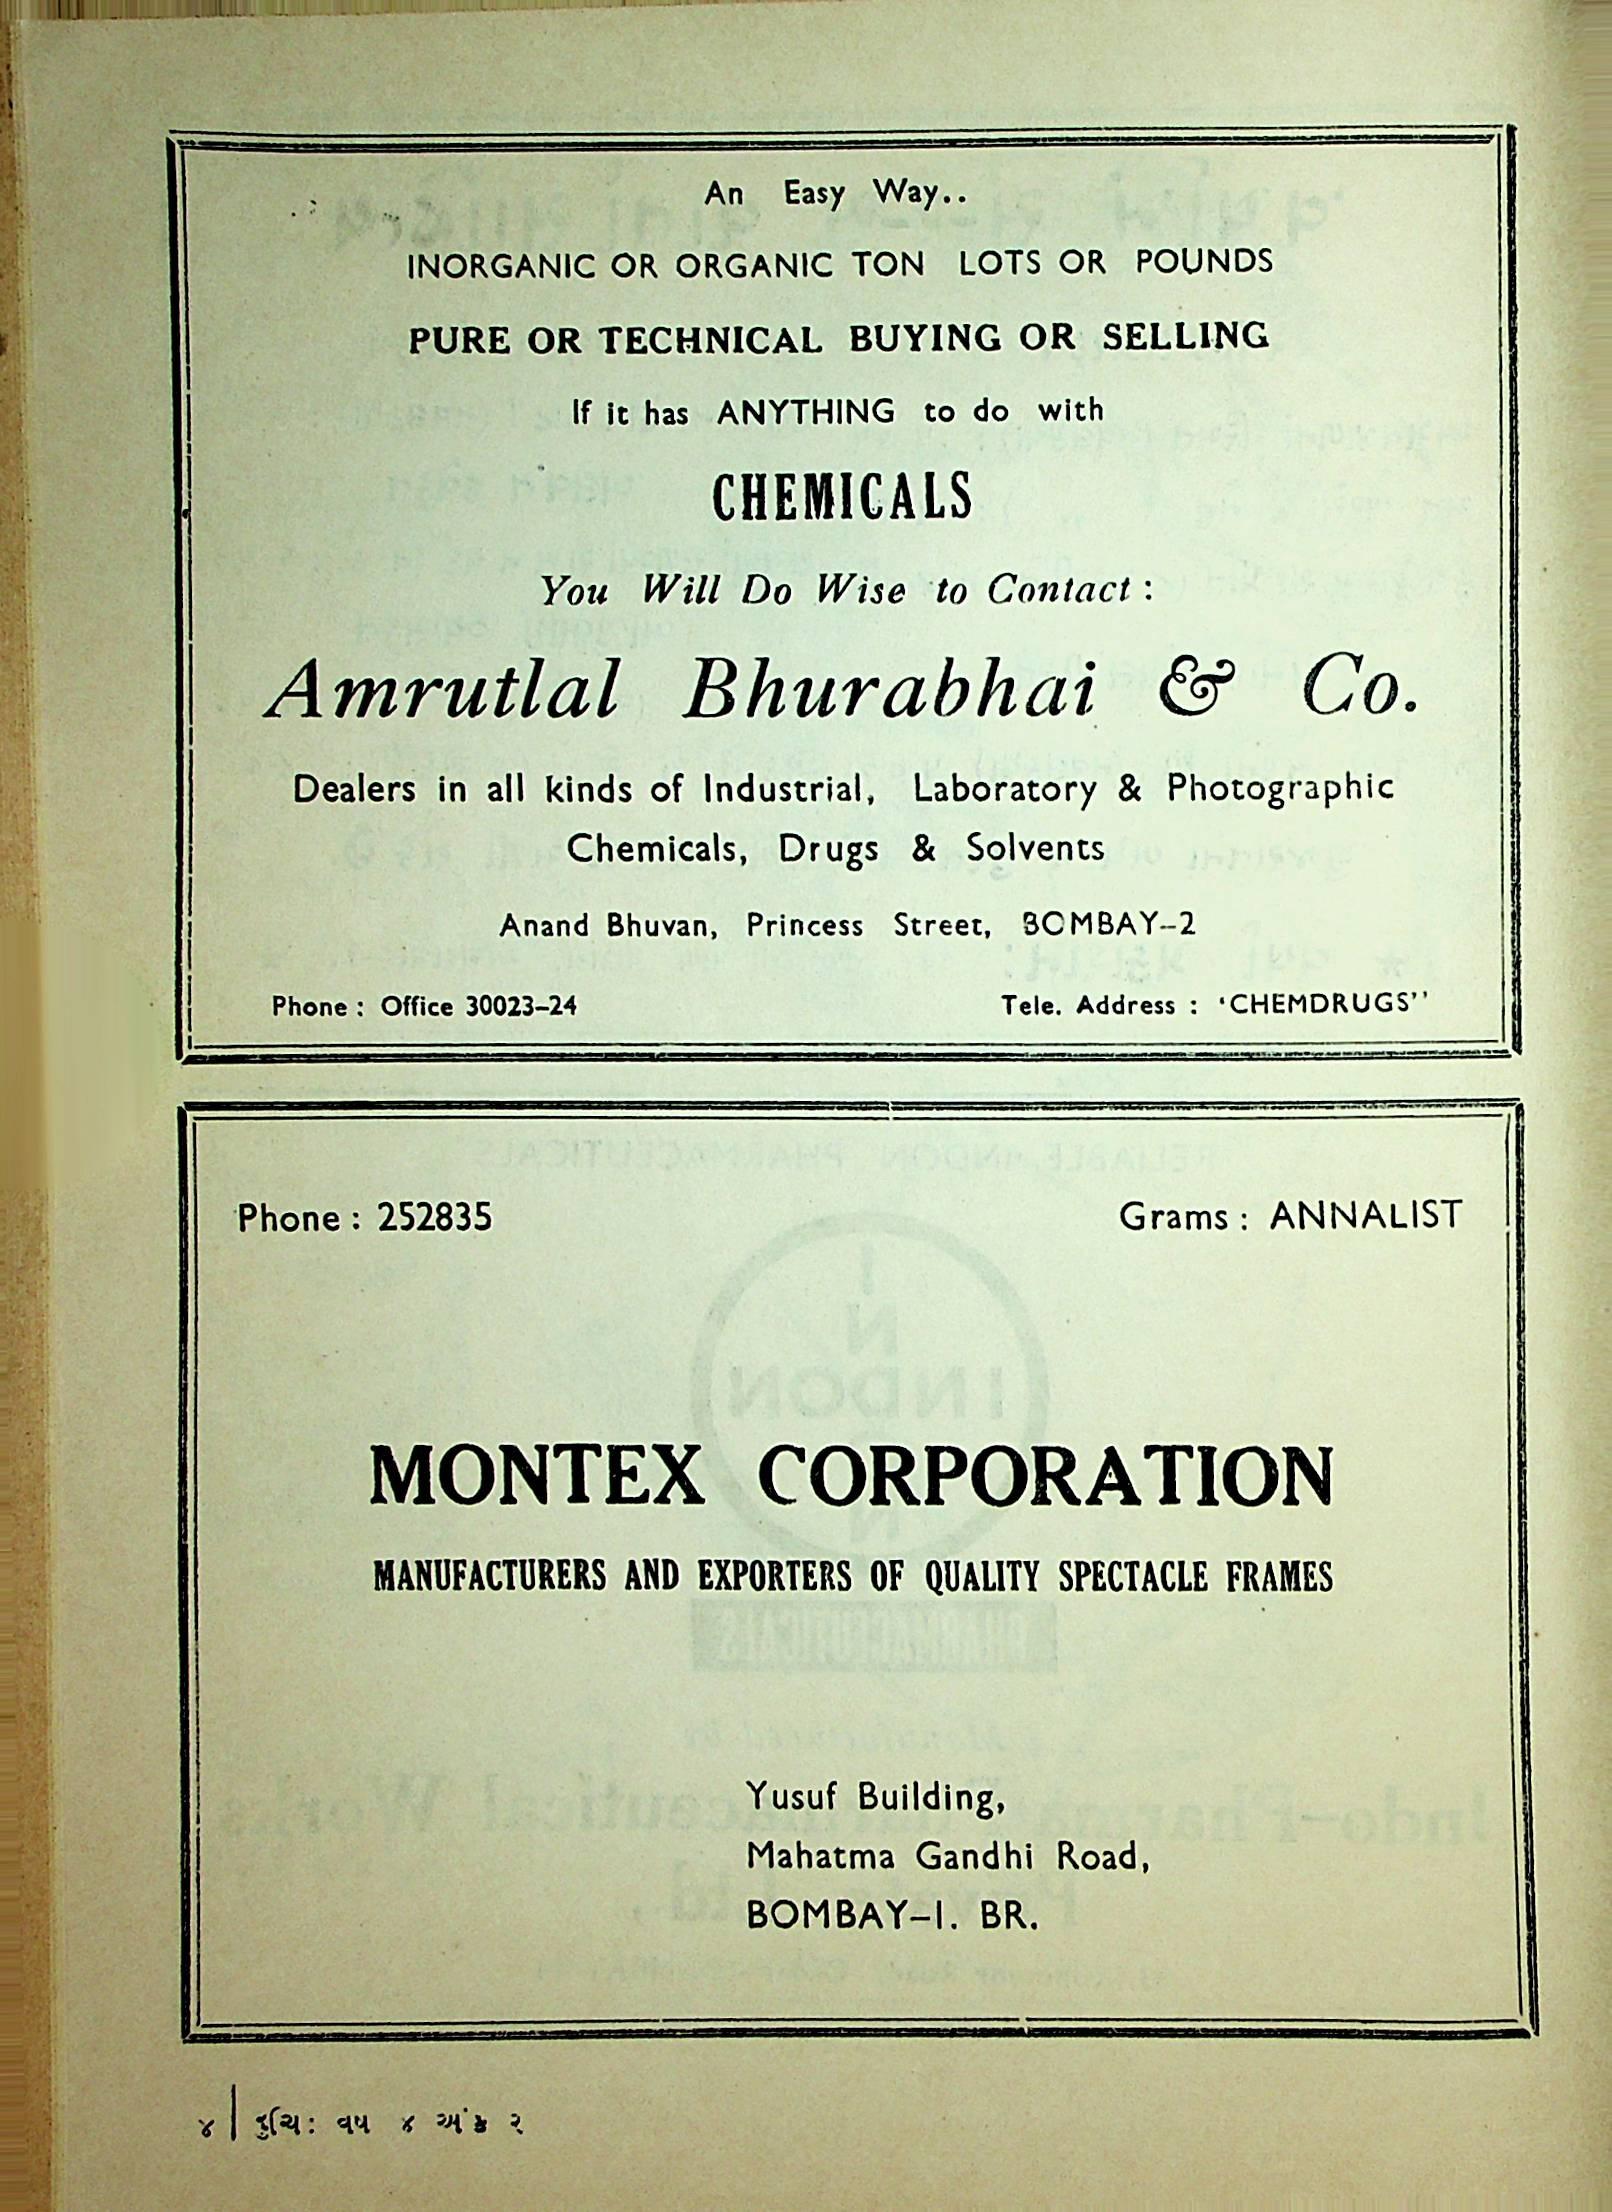 An Easy Way..
INORGANIC OR ORGANIC TON LOTS OR POUNDS
PURE OR TECHNICAL BUYING OR SELLING
If it has ANYTHING to do with
CHEMICALS
You Will Do Wise to Contact :
Amrutlal Bhurabhai & Co.
Dealers in all kinds of Industrial, Laboratory & Photographic
Chemicals, Drugs & Solvents
Anand Bhuvan, Princess Street, BOMBAY--2
Phone : Office 30023-24 Tele. Address : 'CHEMDRUGS''
Phone : 252835 Grams : ANNALIST
MONTEX CORPORATION
MANUFACTURERS AND EXPORTERS OF QUALITY SPECTACLE FRAMES
Yusuf Building,
Mahatma Gandhi Road,
BOMBAY-1. BR.
૪ | રુચિ: વર્ષ ૪ અંક ૨